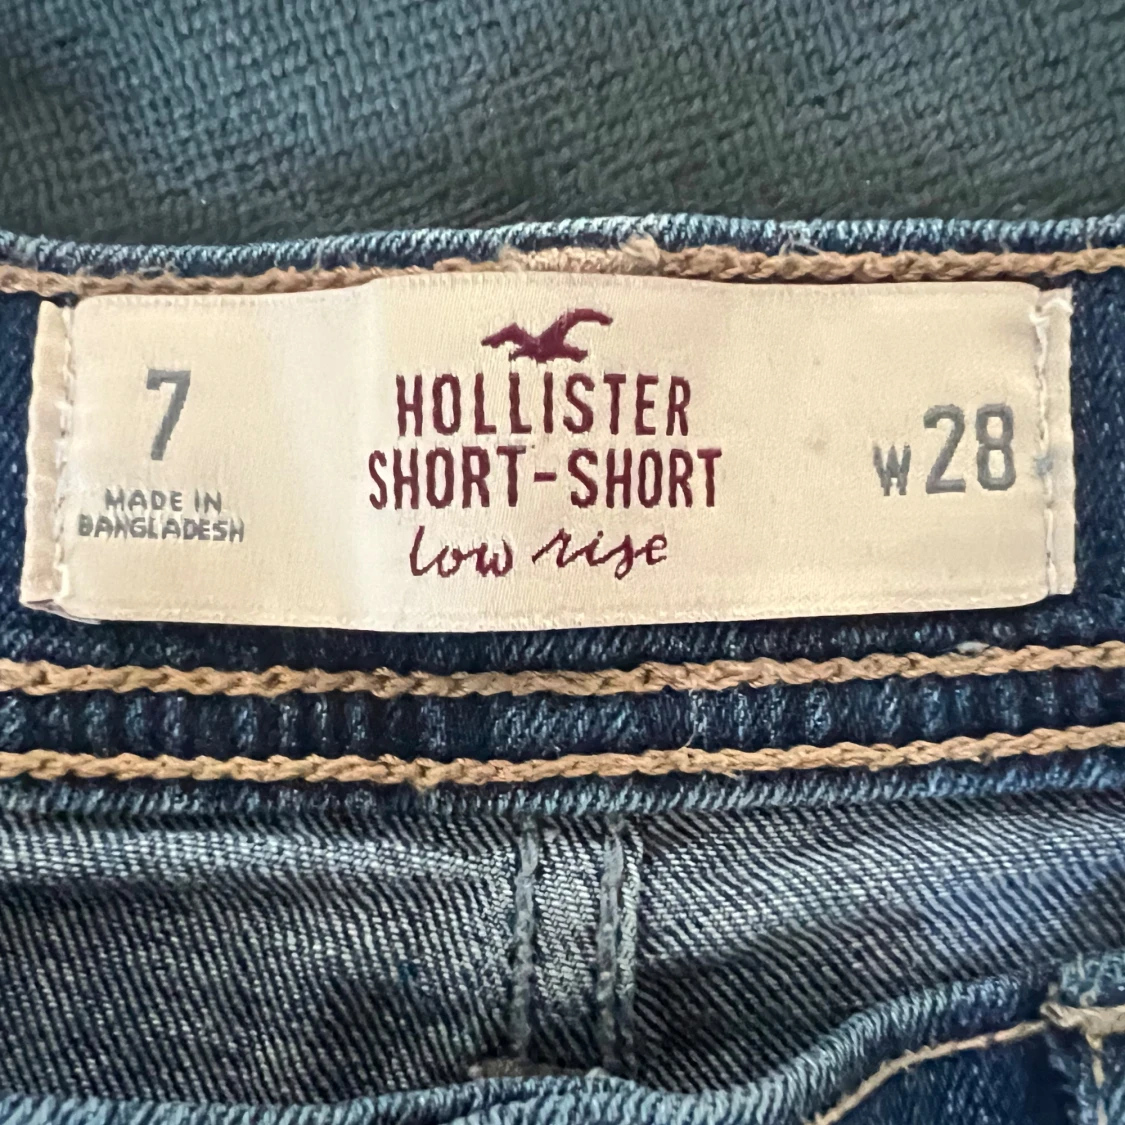 7
MADE IN
BANGLADESH
HOLLISTER
SHORT-SHORT
low rise
W28